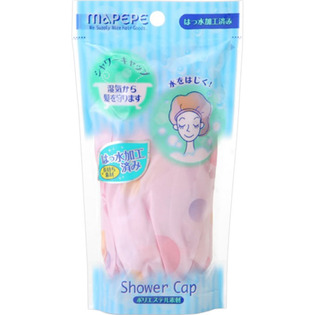 mapepe
はっ水加工済み
シャワーキャップ
湿気から
髪を守ります
水をはじく!
はっ水加工
済み
Shower Cap
ポリエステル素材